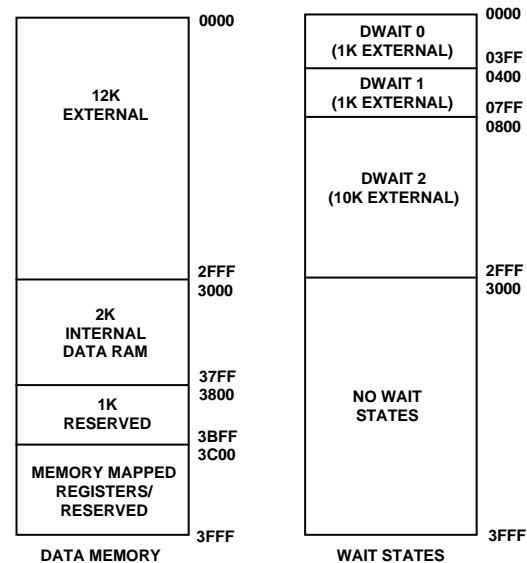 0000
12K
EXTERNAL
2FFF
3000
2K
INTERNAL
DATA RAM
37FF
3800
1K
RESERVED
3BFF
3C00
MEMORY MAPPED
REGISTERS/
RESERVED
3FFF
DATA MEMORY
0000
DWAIT 0
(1K EXTERNAL)
03FF
0400
DWAIT 1
(1K EXTERNAL)
07FF
0800
DWAIT 2
(10K EXTERNAL)
2FFF
3000
NO WAIT
STATES
3FFF
WAIT STATES